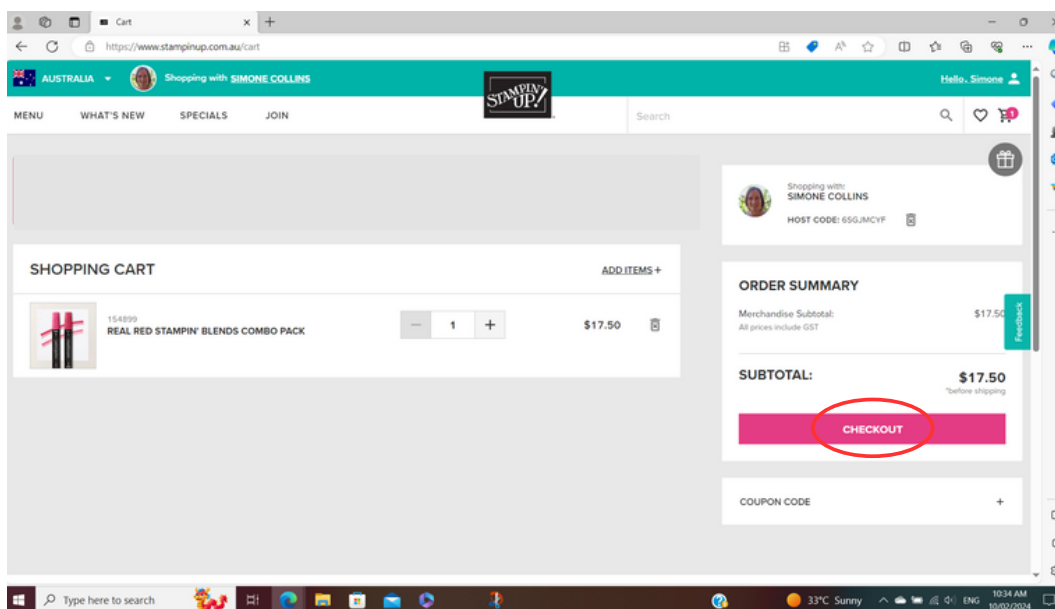 Cart
https://www.stampinup.com.au/cart
AUSTRALIA
Shopping with SIMONE COLLINS
STAMPIN' UP!
Hello, Simone
MENU WHAT'S NEW SPECIALS JOIN
Search
1
Shopping with:
SIMONE COLLINS
HOST CODE: 6SGJMCYF
SHOPPING CART
ADD ITEMS +
154899
REAL RED STAMPIN' BLENDS COMBO PACK
− 1 +
$17.50
ORDER SUMMARY
Merchandise Subtotal: $17.50
All prices include GST
Feedback
SUBTOTAL: $17.50
*before shipping
CHECKOUT
COUPON CODE +
Type here to search
33°C Sunny
ENG
10:34 AM
10/02/2024